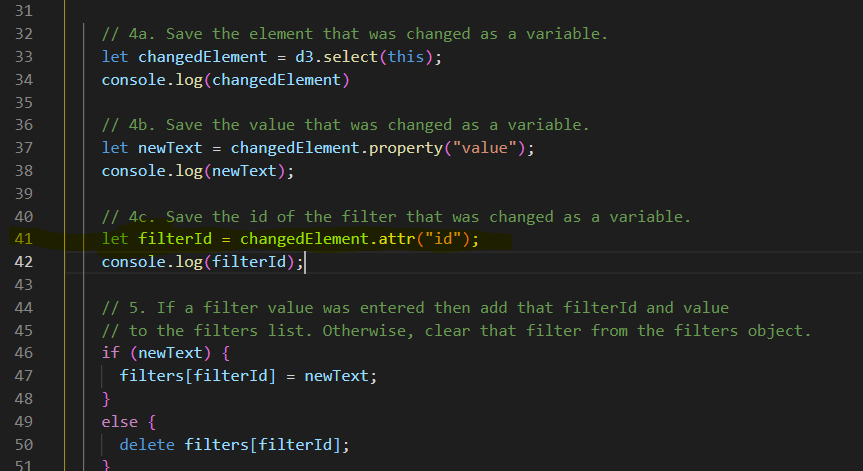 31
32 // 4a. Save the element that was changed as a variable.
33 let changedElement = d3.select(this);
34 console.log(changedElement)
35
36 // 4b. Save the value that was changed as a variable.
37 let newText = changedElement.property("value");
38 console.log(newText);
39
40 // 4c. Save the id of the filter that was changed as a variable.
41 let filterId = changedElement.attr("id");
42 console.log(filterId);
43
44 // 5. If a filter value was entered then add that filterId and value
45 // to the filters list. Otherwise, clear that filter from the filters object.
46 if (newText) {
47 filters[filterId] = newText;
48 }
49 else {
50 delete filters[filterId];
51 }